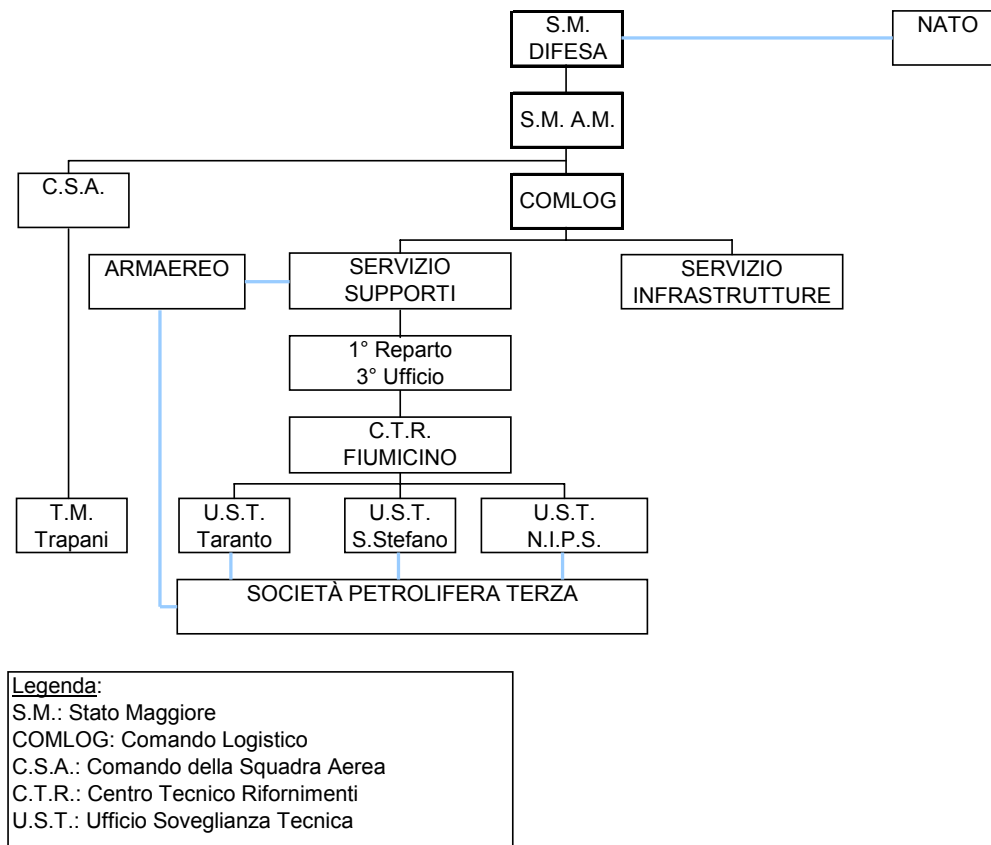 S.M.
DIFESA
NATO
S.M. A.M.
C.S.A.
COMLOG
ARMAEREO
SERVIZIO
SUPPORTI
SERVIZIO
INFRASTRUTTURE
1° Reparto
3° Ufficio
C.T.R.
FIUMICINO
T.M.
Trapani
U.S.T.
Taranto
U.S.T.
S.Stefano
U.S.T.
N.I.P.S.
SOCIETÀ PETROLIFERA TERZA
Legenda:
S.M.: Stato Maggiore
COMLOG: Comando Logistico
C.S.A.: Comando della Squadra Aerea
C.T.R.: Centro Tecnico Rifornimenti
U.S.T.: Ufficio Soveglianza Tecnica